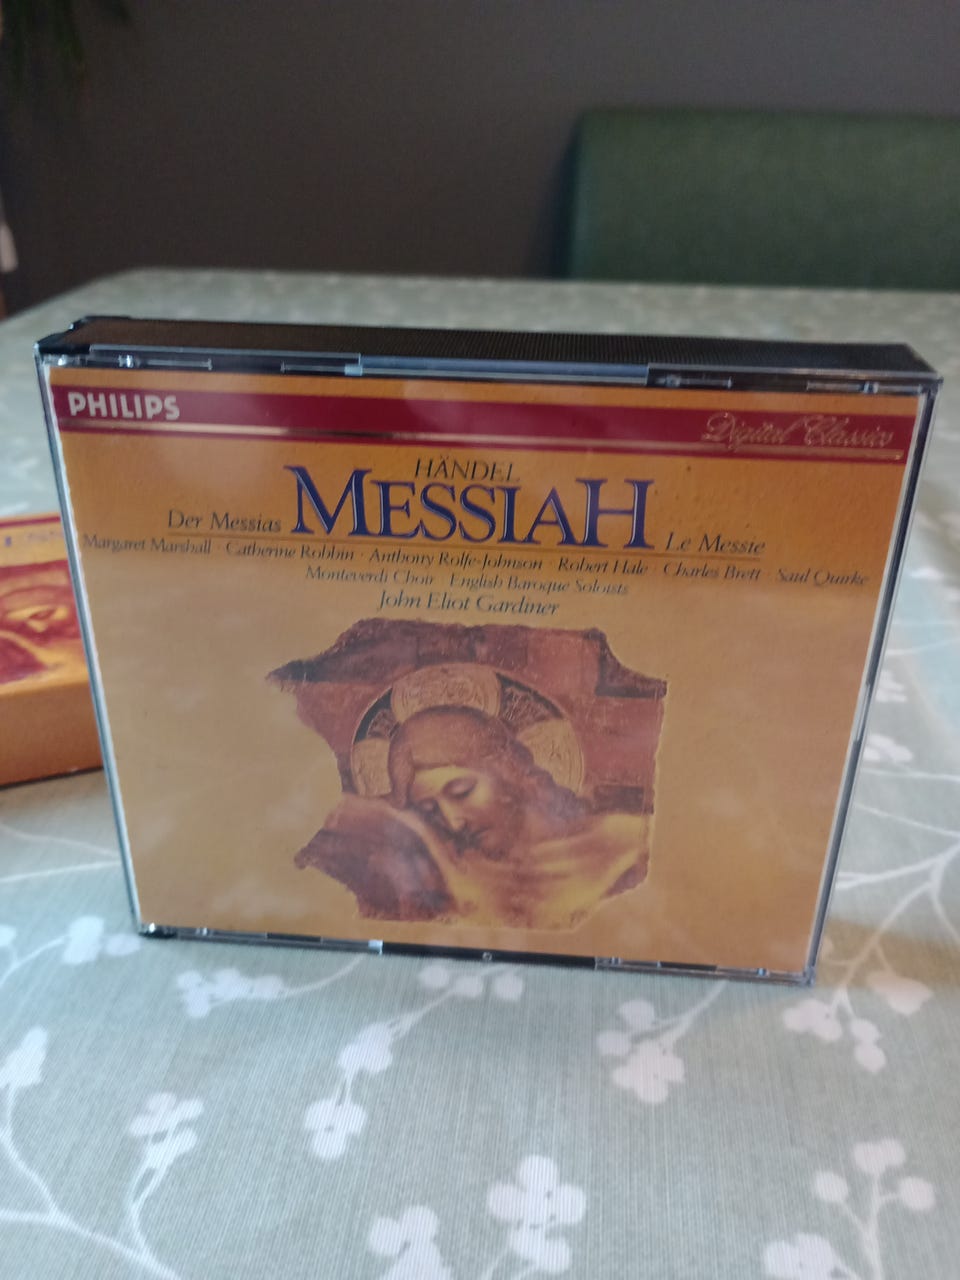 PHILIPS
Digital Classics
HÄNDEL
Der Messias MESSIAH Le Messie
Margaret Marshall · Catherine Robbin · Anthony Rolfe-Johnson · Robert Hale · Charles Brett · Saul Quirke
Monteverdi Choir · English Baroque Soloists
John Eliot Gardiner